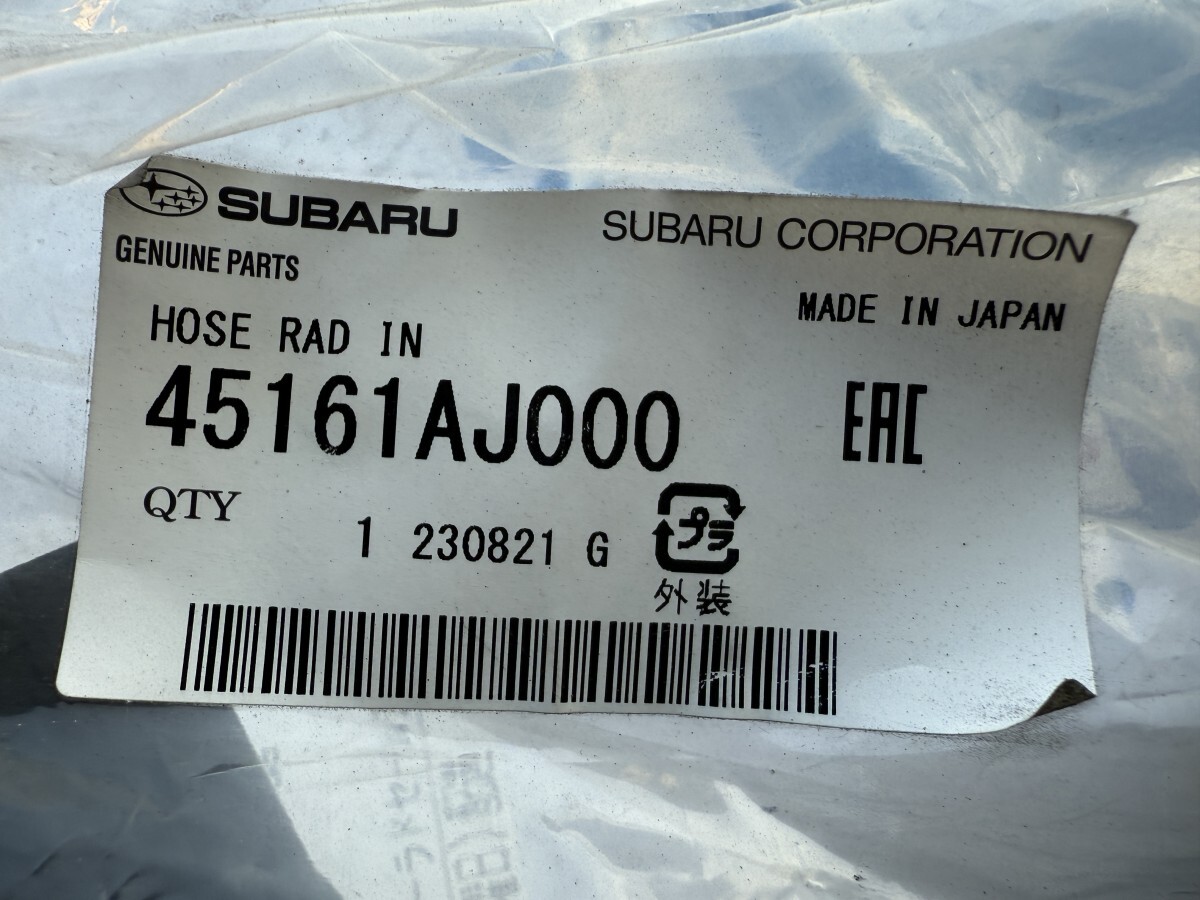 SUBARU
SUBARU CORPORATION
GENUINE PARTS
MADE IN JAPAN
HOSE RAD IN
45161AJ000
EAC
QTY
1 230821 G
プラ
外装